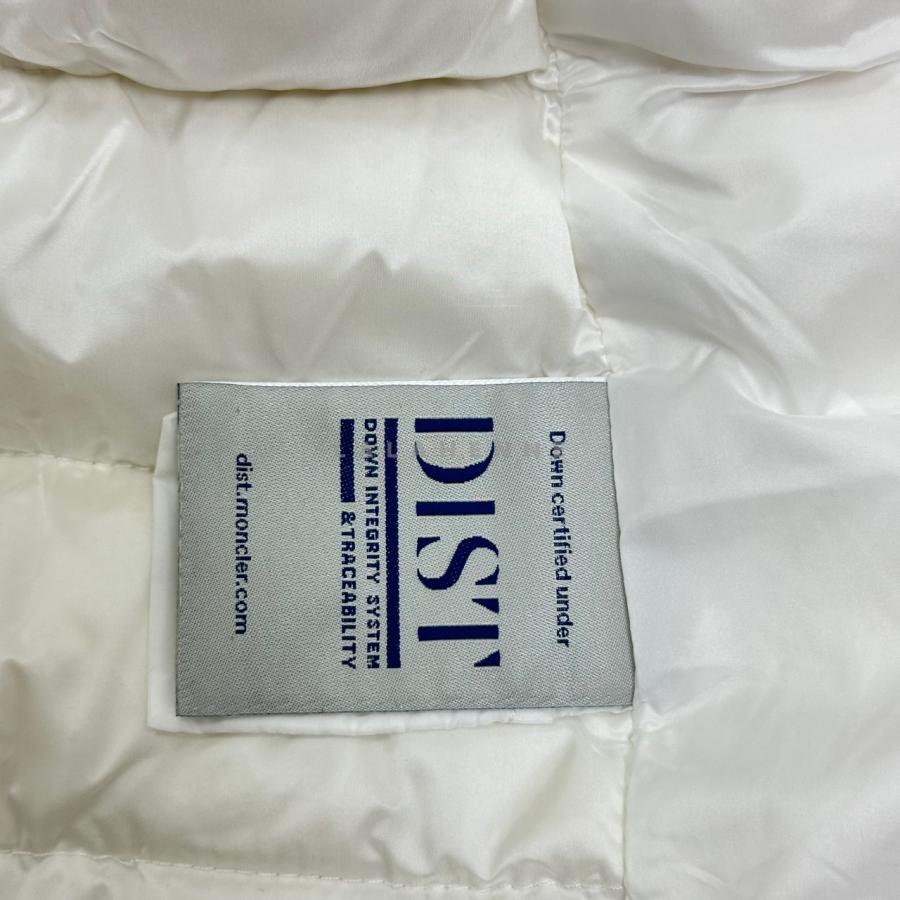 Down certified under
DIST
DOWN INTEGRITY SYSTEM
&TRACEABILITY
dist.moncler.com